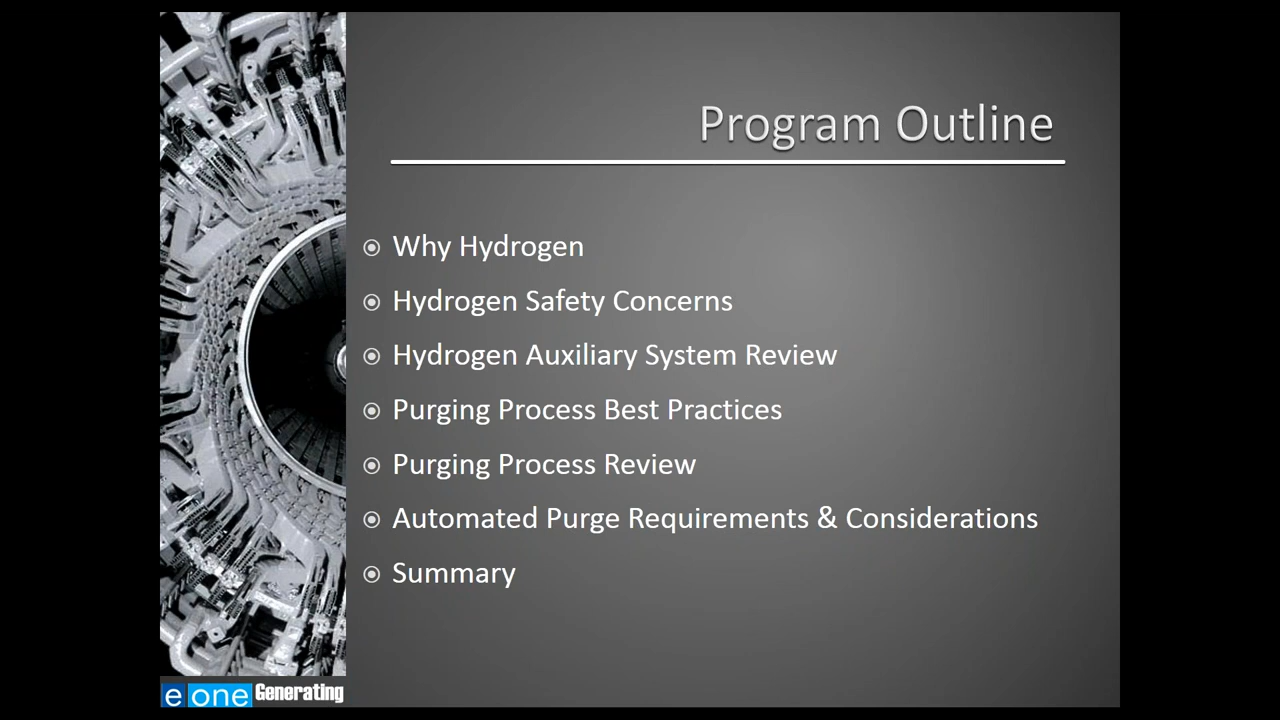 Program Outline
Why Hydrogen
Hydrogen Safety Concerns
Hydrogen Auxiliary System Review
Purging Process Best Practices
Purging Process Review
Automated Purge Requirements & Considerations
Summary
e one Generating